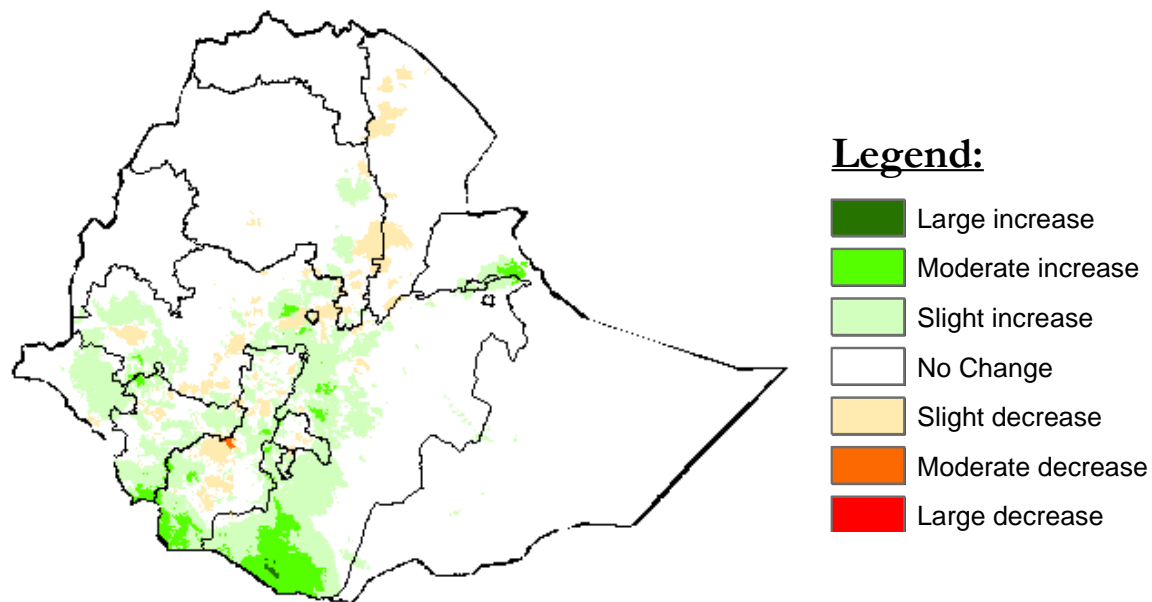 Legend:
Large increase
Moderate increase
Slight increase
No Change
Slight decrease
Moderate decrease
Large decrease